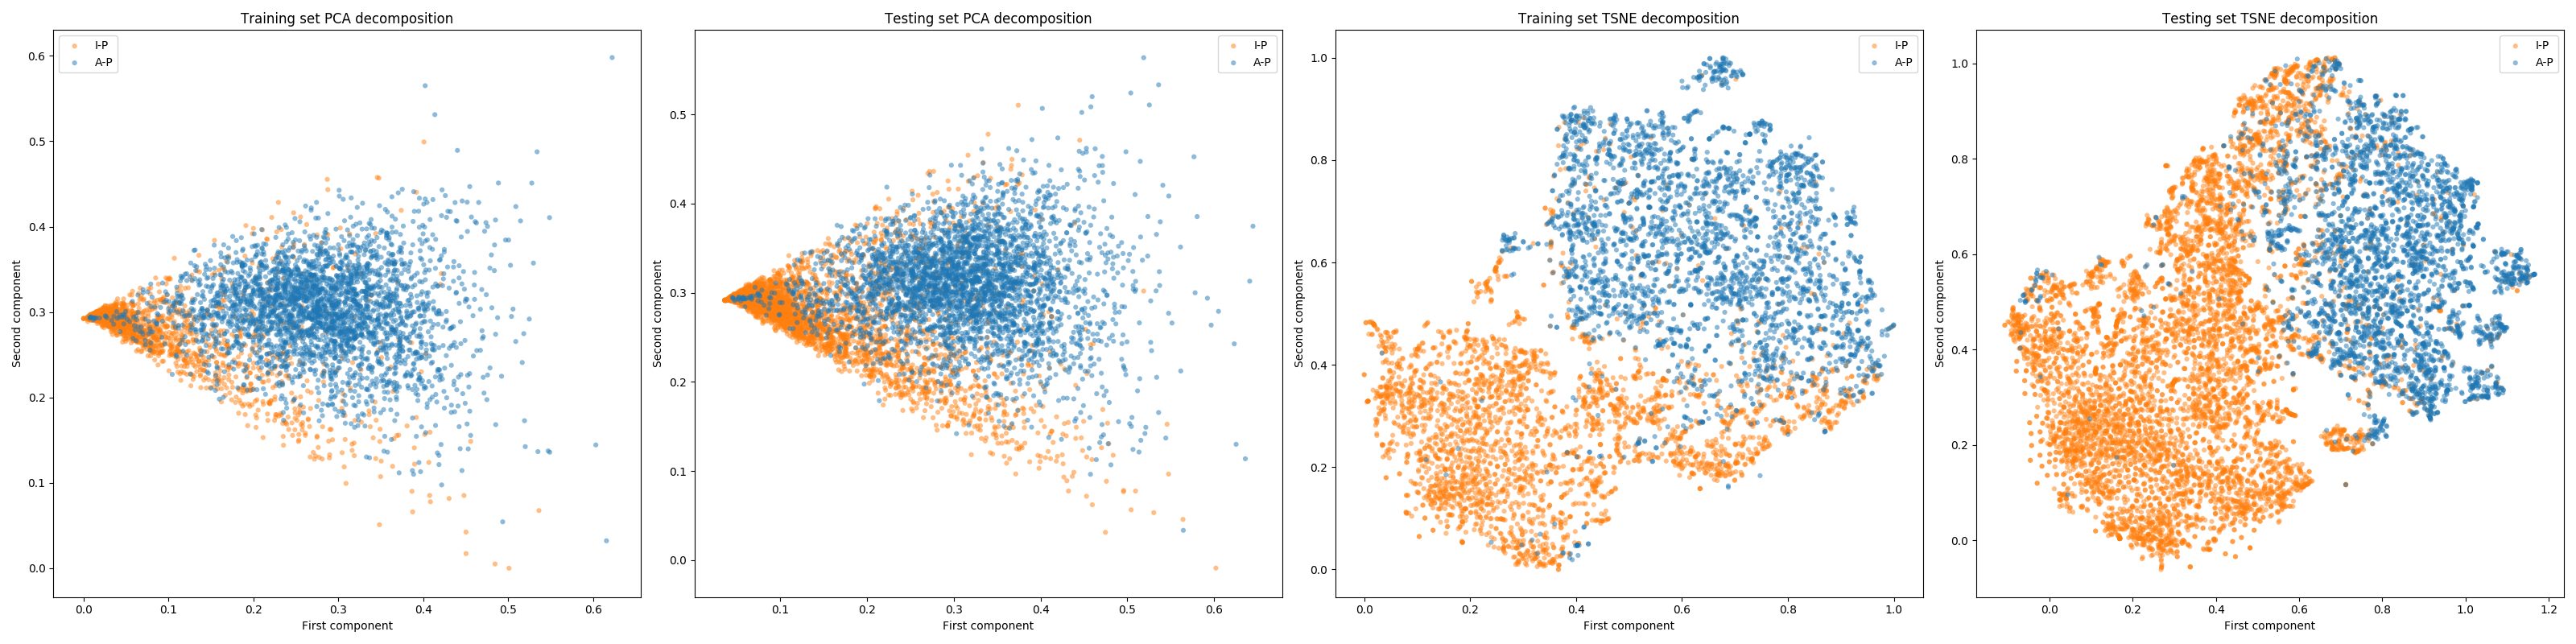 Training set PCA decomposition
I-P
A-P
0.6
0.5
0.4
0.3
0.2
0.1
0.0
Second component
0.0 0.1 0.2 0.3 0.4 0.5 0.6
First component
Testing set PCA decomposition
I-P
A-P
0.5
0.4
0.3
0.2
0.1
0.0
Second component
0.1 0.2 0.3 0.4 0.5 0.6
First component
Training set TSNE decomposition
I-P
A-P
1.0
0.8
0.6
0.4
0.2
0.0
Second component
0.0 0.2 0.4 0.6 0.8 1.0
First component
Testing set TSNE decomposition
I-P
A-P
1.0
0.8
0.6
0.4
0.2
0.0
Second component
0.0 0.2 0.4 0.6 0.8 1.0 1.2
First component